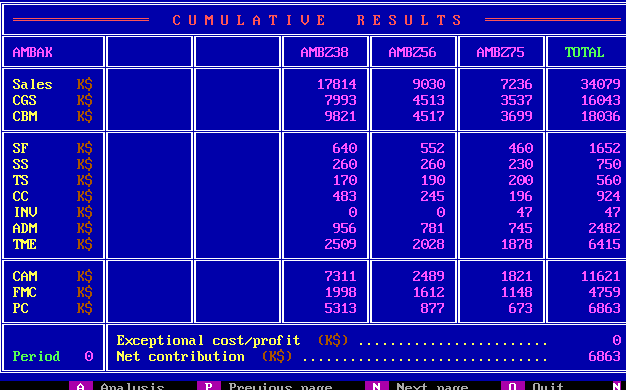 CUMULATIVE RESULTS
AMBAK AMBZ38 AMBZ56 AMBZ75 TOTAL
Sales K$ 17814 9030 7236 34079
CGS K$ 7993 4513 3537 16043
CBM K$ 9821 4517 3699 18036
SF K$ 640 552 460 1652
SS K$ 260 260 230 750
TS K$ 170 190 200 560
CC K$ 483 245 196 924
INV K$ 0 0 47 47
ADM K$ 956 781 745 2482
TME K$ 2509 2028 1878 6415
CAM K$ 7311 2489 1821 11621
FMC K$ 1998 1612 1148 4759
PC K$ 5313 877 673 6863
Exceptional cost/profit (K$) ........................ 0
Period 0 Net contribution (K$) ............................... 6863
A Analysis P Previous page N Next page Q Quit N